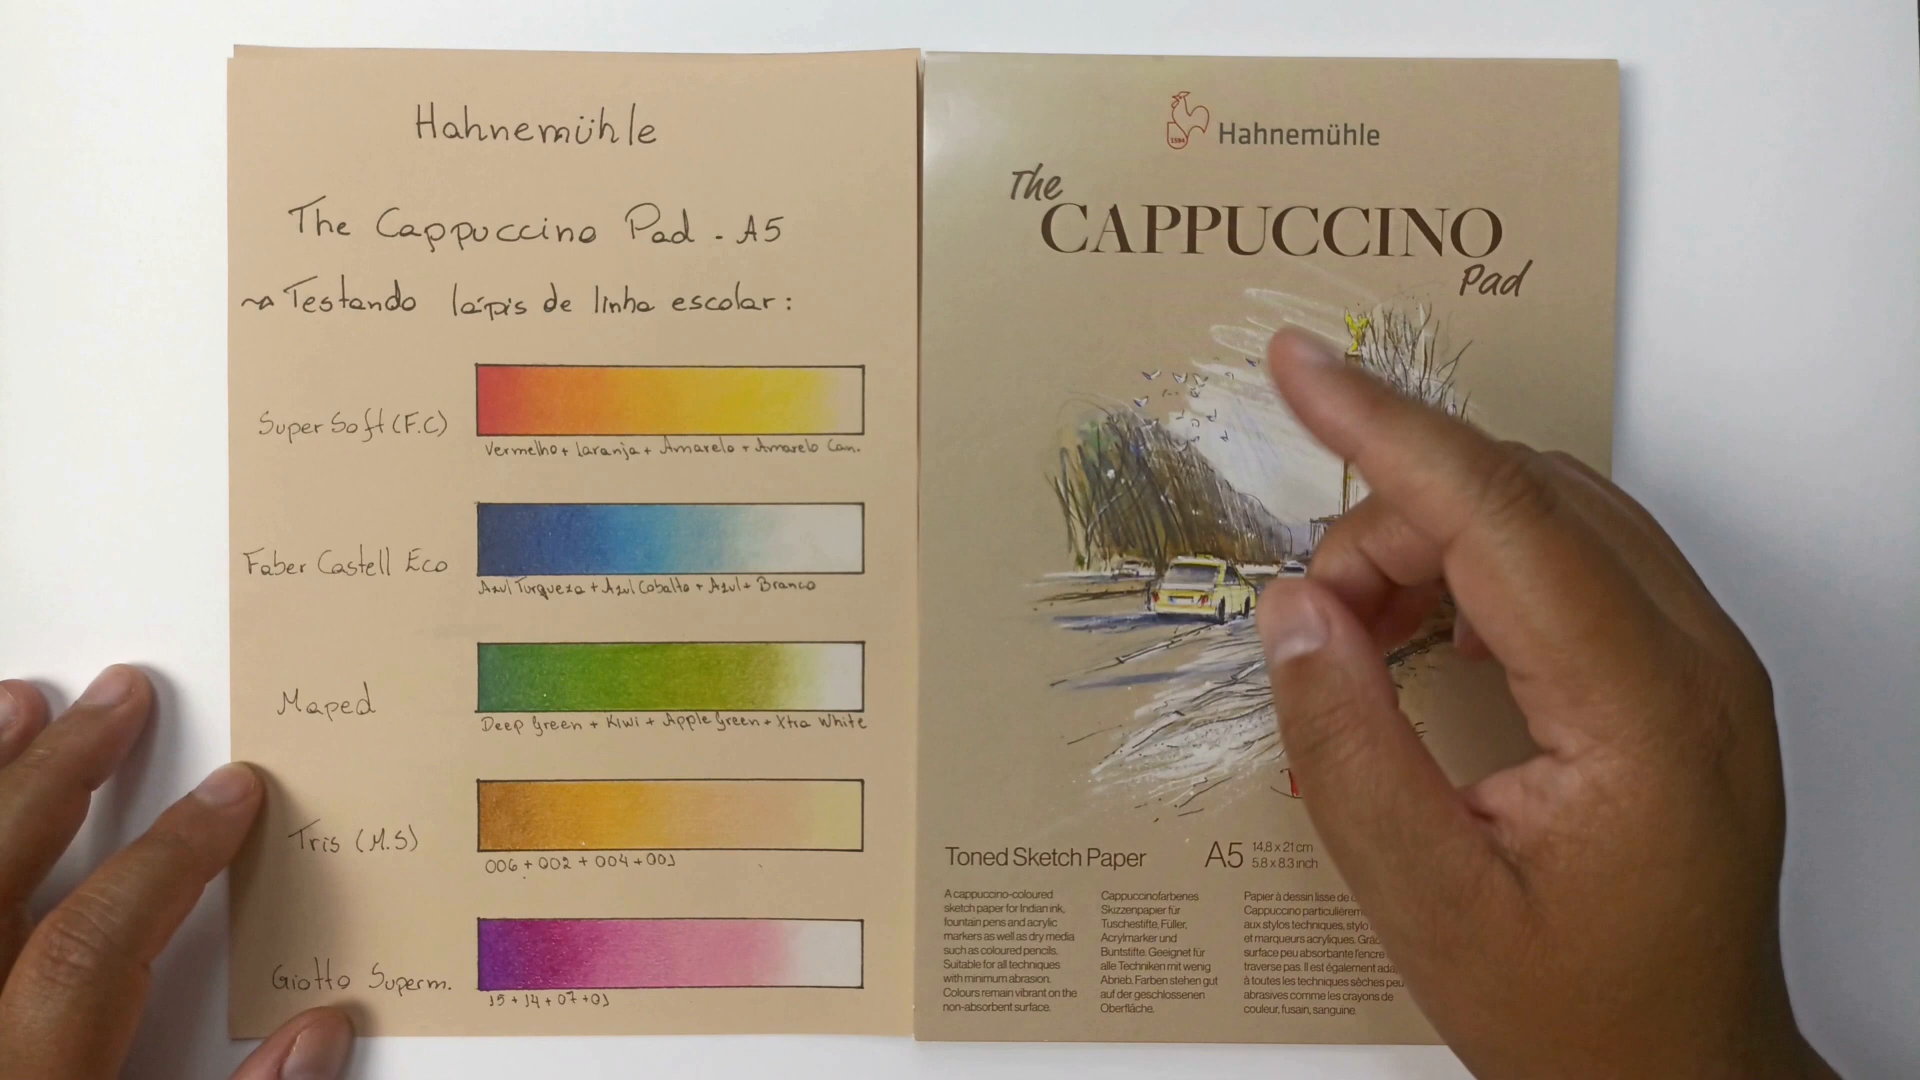 Hahnemühle
The Cappuccino Pad - A5
Testando lápis de linha escolar:
Super Soft (F.C)
Vermelho + laranja + Amarelo + Amarelo Can.
Faber Castell Eco
Azul Turqueza + Azul Cobalto + Azul + Branco
Maped
Deep Green + Kiwi + Apple Green + Xtra White
Tris (M.S)
006 + 002 + 004 + 001
Giotto Superm.
15 + 14 + 07 + 01
1584
Hahnemühle
The
CAPPUCCINO
Pad
Toned Sketch Paper
A5
14,8 x 21 cm
5.8 x 8.3 inch
A cappuccino-coloured
sketch paper for Indian ink,
fountain pens and acrylic
markers as well as dry media
such as coloured pencils.
Suitable for all techniques
with minimum abrasion.
Colours remain vibrant on the
non-absorbent surface.
Cappuccinofarbenes
Skizzenpapier für
Tuschestifte, Füller,
Acrylmarker und
Buntstifte. Geeignet für
alle Techniken mit wenig
Abrieb. Farben stehen gut
auf der geschlossenen
Oberfläche.
Papier à dessin lisse de
Cappuccino
aux stylos techniques,
et marqueurs acryliques.
surface peu absorbante l'encre
traverse pas. Il est également
à toutes les techniques sèches peu
abrasives comme les crayons de
couleur, fusain, sanguine.